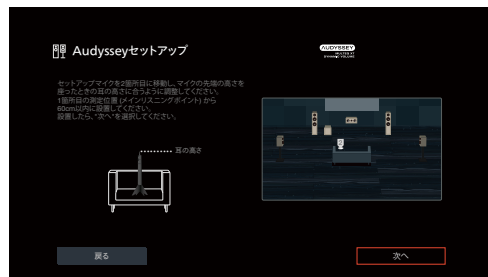 Audysseyセットアップ
AUDYSSEY
MULTEQ XT
DYNAMIC VOLUME
セットアップマイクを2箇所目に移動し、マイクの先端の高さを
座ったときの耳の高さに合うように調整してください。
1箇所目の測定位置 (メインリスニングポイント) から
60cm以内に設置してください。
設置したら、"次へ"を選択してください。
耳の高さ
戻る
次へ